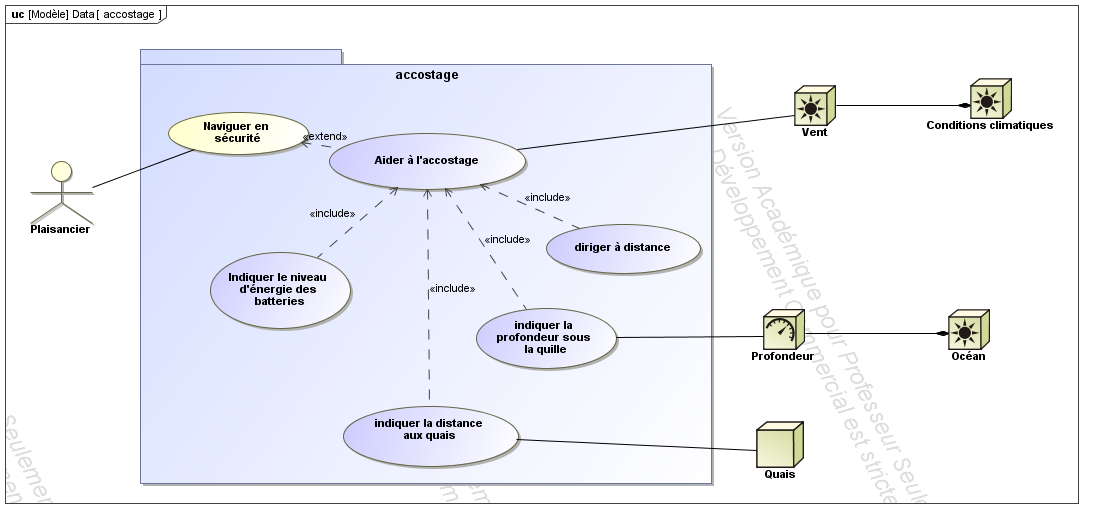 uc [Modèle] Data [ accostage ]
accostage
Naviguer en
sécurité
«extend»
Aider à l'accostage
Vent
Conditions climatiques
Plaisancier
«include»
«include»
«include»
«include»
diriger à distance
Indiquer le niveau
d'énergie des
batteries
indiquer la
profondeur sous
la quille
Profondeur
Océan
indiquer la distance
aux quais
Quais
Version Académique pour Professeur Seule
Développement Commercial est stricte
Seulement